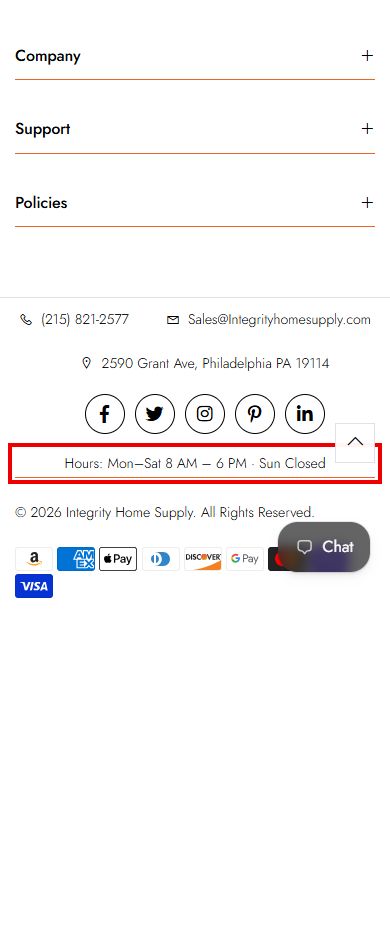 Company
Support
Policies
(215) 821-2577 Sales@Integrityhomesupply.com
2590 Grant Ave, Philadelphia PA 19114
Hours: Mon–Sat 8 AM – 6 PM · Sun Closed
© 2026 Integrity Home Supply. All Rights Reserved.
Chat
a AMEX Pay DISCOVER G Pay
VISA